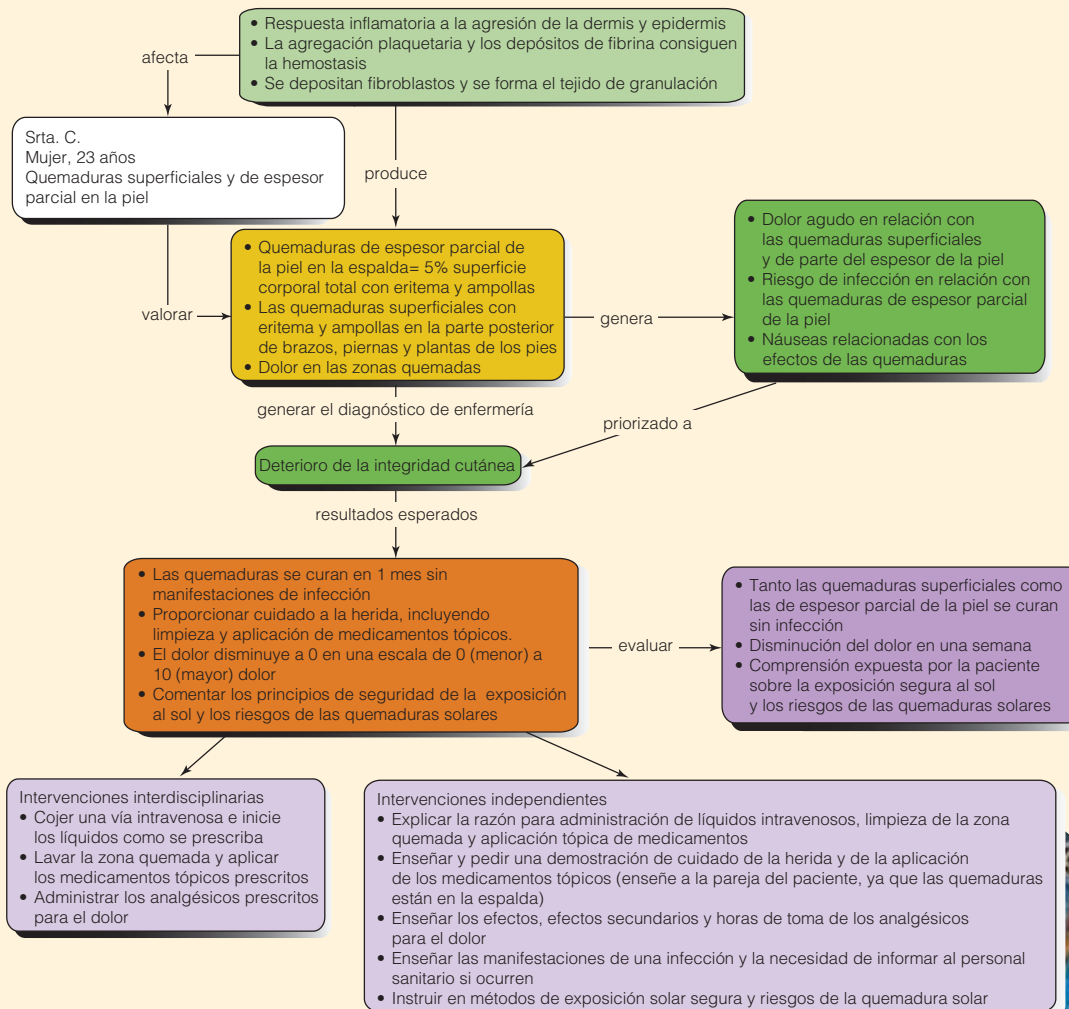 • Respuesta inflamatoria a la agresión de la dermis y epidermis
• La agregación plaquetaria y los depósitos de fibrina consiguen
la hemostasis
• Se depositan fibroblastos y se forma el tejido de granulación
afecta
Srta. C.
Mujer, 23 años
Quemaduras superficiales y de espesor
parcial en la piel
produce
• Quemaduras de espesor parcial de
la piel en la espalda= 5% superficie
corporal total con eritema y ampollas
• Las quemaduras superficiales con
eritema y ampollas en la parte posterior
de brazos, piernas y plantas de los pies
• Dolor en las zonas quemadas
valorar
genera
• Dolor agudo en relación con
las quemaduras superficiales
y de parte del espesor de la piel
• Riesgo de infección en relación con
las quemaduras de espesor parcial
de la piel
• Náuseas relacionadas con los
efectos de las quemaduras
generar el diagnóstico de enfermería
priorizado a
Deterioro de la integridad cutánea
resultados esperados
• Las quemaduras se curan en 1 mes sin
manifestaciones de infección
• Proporcionar cuidado a la herida, incluyendo
limpieza y aplicación de medicamentos tópicos.
• El dolor disminuye a 0 en una escala de 0 (menor) a
10 (mayor) dolor
• Comentar los principios de seguridad de la exposición
al sol y los riesgos de las quemaduras solares
evaluar
• Tanto las quemaduras superficiales como
las de espesor parcial de la piel se curan
sin infección
• Disminución del dolor en una semana
• Comprensión expuesta por la paciente
sobre la exposición segura al sol
y los riesgos de las quemaduras solares
Intervenciones interdisciplinarias
• Cojer una vía intravenosa e inicie
los líquidos como se prescriba
• Lavar la zona quemada y aplicar
los medicamentos tópicos prescritos
• Administrar los analgésicos prescritos
para el dolor
Intervenciones independientes
• Explicar la razón para administración de líquidos intravenosos, limpieza de la zona
quemada y aplicación tópica de medicamentos
• Enseñar y pedir una demostración de cuidado de la herida y de la aplicación
de los medicamentos tópicos (enseñe a la pareja del paciente, ya que las quemaduras
están en la espalda)
• Enseñar los efectos, efectos secundarios y horas de toma de los analgésicos
para el dolor
• Enseñar las manifestaciones de una infección y la necesidad de informar al personal
sanitario si ocurren
• Instruir en métodos de exposición solar segura y riesgos de la quemadura solar